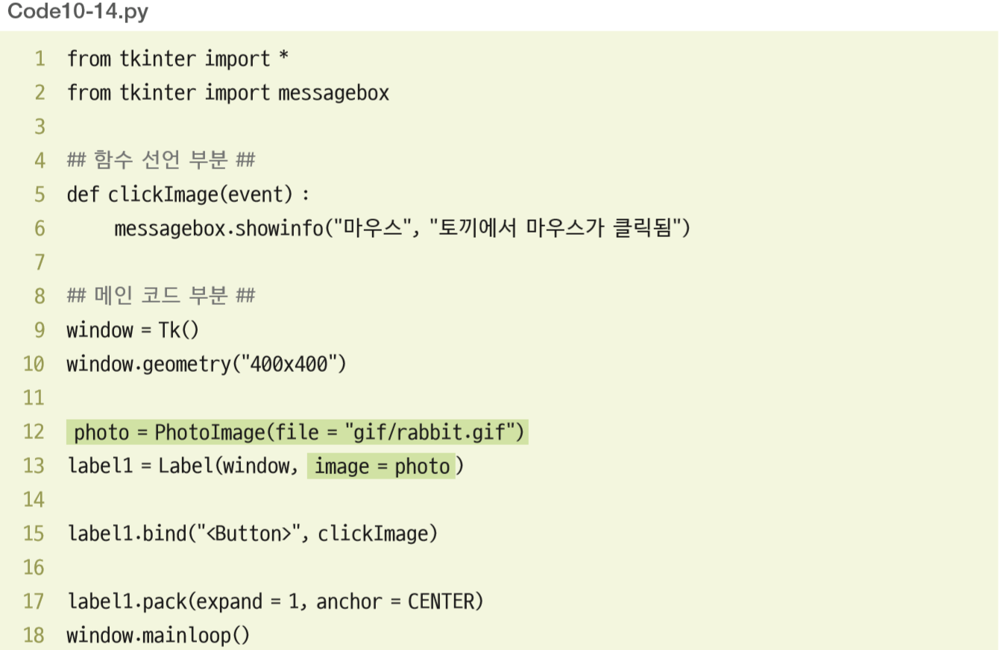 Code10-14.py
1 from tkinter import *
2 from tkinter import messagebox
3
4 ## 함수 선언 부분 ##
5 def clickImage(event) :
6     messagebox.showinfo("마우스", "토끼에서 마우스가 클릭됨")
7
8 ## 메인 코드 부분 ##
9 window = Tk()
10 window.geometry("400x400")
11
12 photo = PhotoImage(file = "gif/rabbit.gif")
13 label1 = Label(window, image = photo)
14
15 label1.bind("<Button>", clickImage)
16
17 label1.pack(expand = 1, anchor = CENTER)
18 window.mainloop()